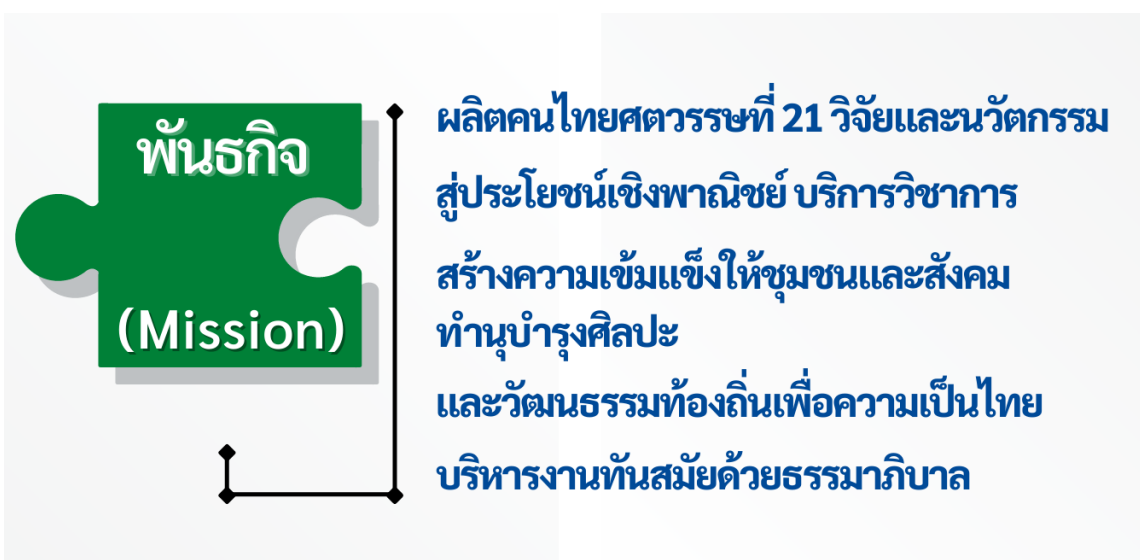 พันธกิจ
(Mission)
ผลิตคนไทยศตวรรษที่ 21 วิจัยและนวัตกรรม
สู่ประโยชน์เชิงพาณิชย์ บริการวิชาการ
สร้างความเข้มแข็งให้ชุมชนและสังคม
ทำนุบำรุงศิลปะ
และวัฒนธรรมท้องถิ่นเพื่อความเป็นไทย
บริหารงานทันสมัยด้วยธรรมาภิบาล